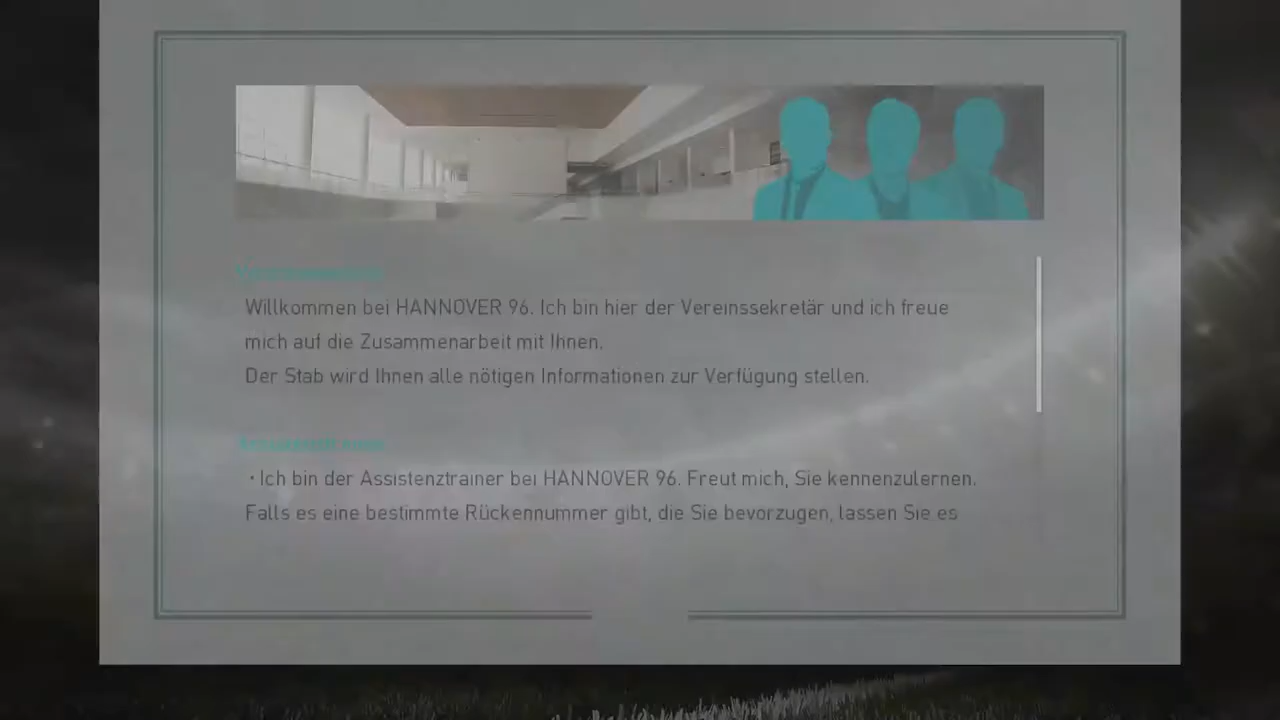 Willkommen bei HANNOVER 96. Ich bin hier der Vereinssekretär und ich freue
mich auf die Zusammenarbeit mit Ihnen.
Der Stab wird Ihnen alle nötigen Informationen zur Verfügung stellen.
• Ich bin der Assistenztrainer bei HANNOVER 96. Freut mich, Sie kennenzulernen.
Falls es eine bestimmte Rückennummer gibt, die Sie bevorzugen, lassen Sie es